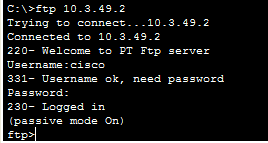 C:\>ftp 10.3.49.2
Trying to connect...10.3.49.2
Connected to 10.3.49.2
220- Welcome to PT Ftp server
Username:cisco
331- Username ok, need password
Password:
230- Logged in
(passive mode On)
ftp>